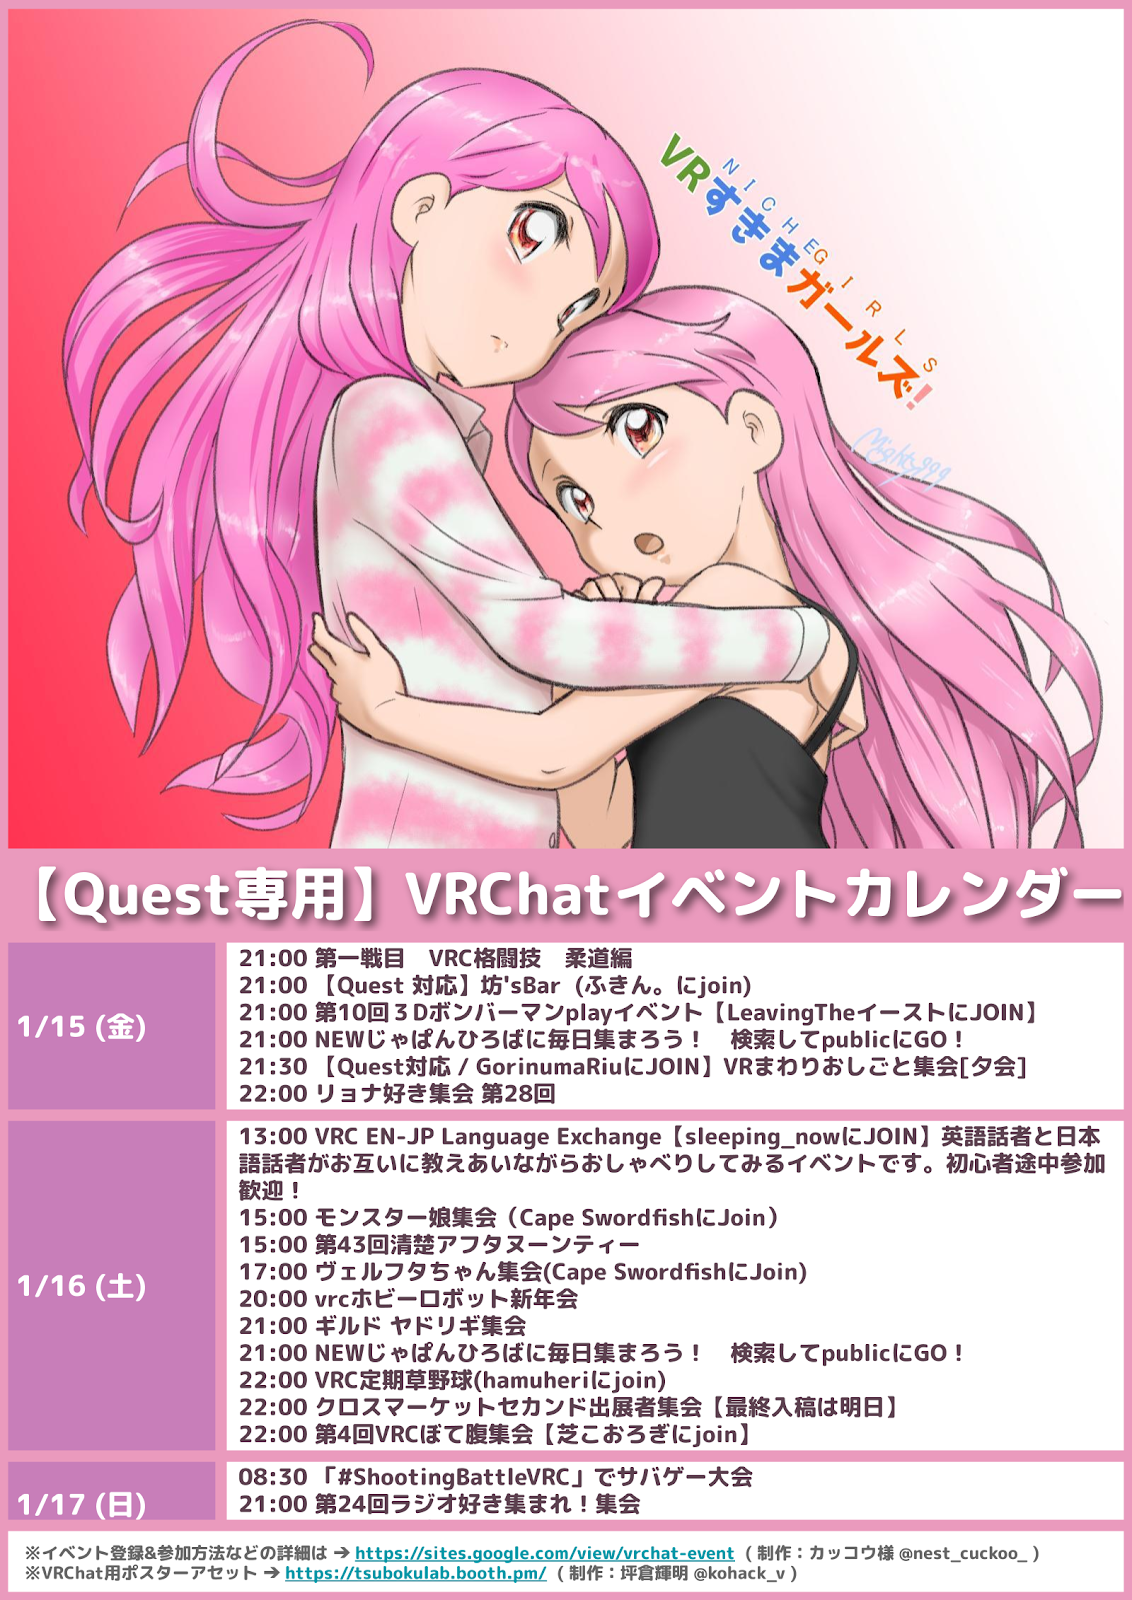 NICHE GIRLS
VRすきまガールズ!
Mighty999
【Quest専用】VRChatイベントカレンダー
1/15 (金)
21:00 第一戦目　VRC格闘技　柔道編
21:00 【Quest 対応】坊'sBar (ふきん。にjoin)
21:00 第10回３Dボンバーマンplayイベント【LeavingTheイーストにJOIN】
21:00 NEWじゃぱんひろばに毎日集まろう！　検索してpublicにGO！
21:30 【Quest対応 / GorinumaRiuにJOIN】VRまわりおしごと集会[夕会]
22:00 リョナ好き集会 第28回
1/16 (土)
13:00 VRC EN-JP Language Exchange【sleeping_nowにJOIN】英語話者と日本
語話者がお互いに教えあいながらおしゃべりしてみるイベントです。初心者途中参加
歓迎！
15:00 モンスター娘集会（Cape SwordfishにJoin）
15:00 第43回清楚アフタヌーンティー
17:00 ヴェルフタちゃん集会(Cape SwordfishにJoin)
20:00 vrcホビーロボット新年会
21:00 ギルド ヤドリギ集会
21:00 NEWじゃぱんひろばに毎日集まろう！　検索してpublicにGO！
22:00 VRC定期草野球(hamuheriにjoin)
22:00 クロスマーケットセカンド出展者集会【最終入稿は明日】
22:00 第4回VRCぼて腹集会【芝こおろぎにjoin】
1/17 (日)
08:30 「#ShootingBattleVRC」でサバゲー大会
21:00 第24回ラジオ好き集まれ！集会
※イベント登録&参加方法などの詳細は ➔ https://sites.google.com/view/vrchat-event （ 制作：カッコウ様 @nest_cuckoo_ ）
※VRChat用ポスターアセット ➔ https://tsubokulab.booth.pm/ （ 制作：坪倉輝明 @kohack_v ）